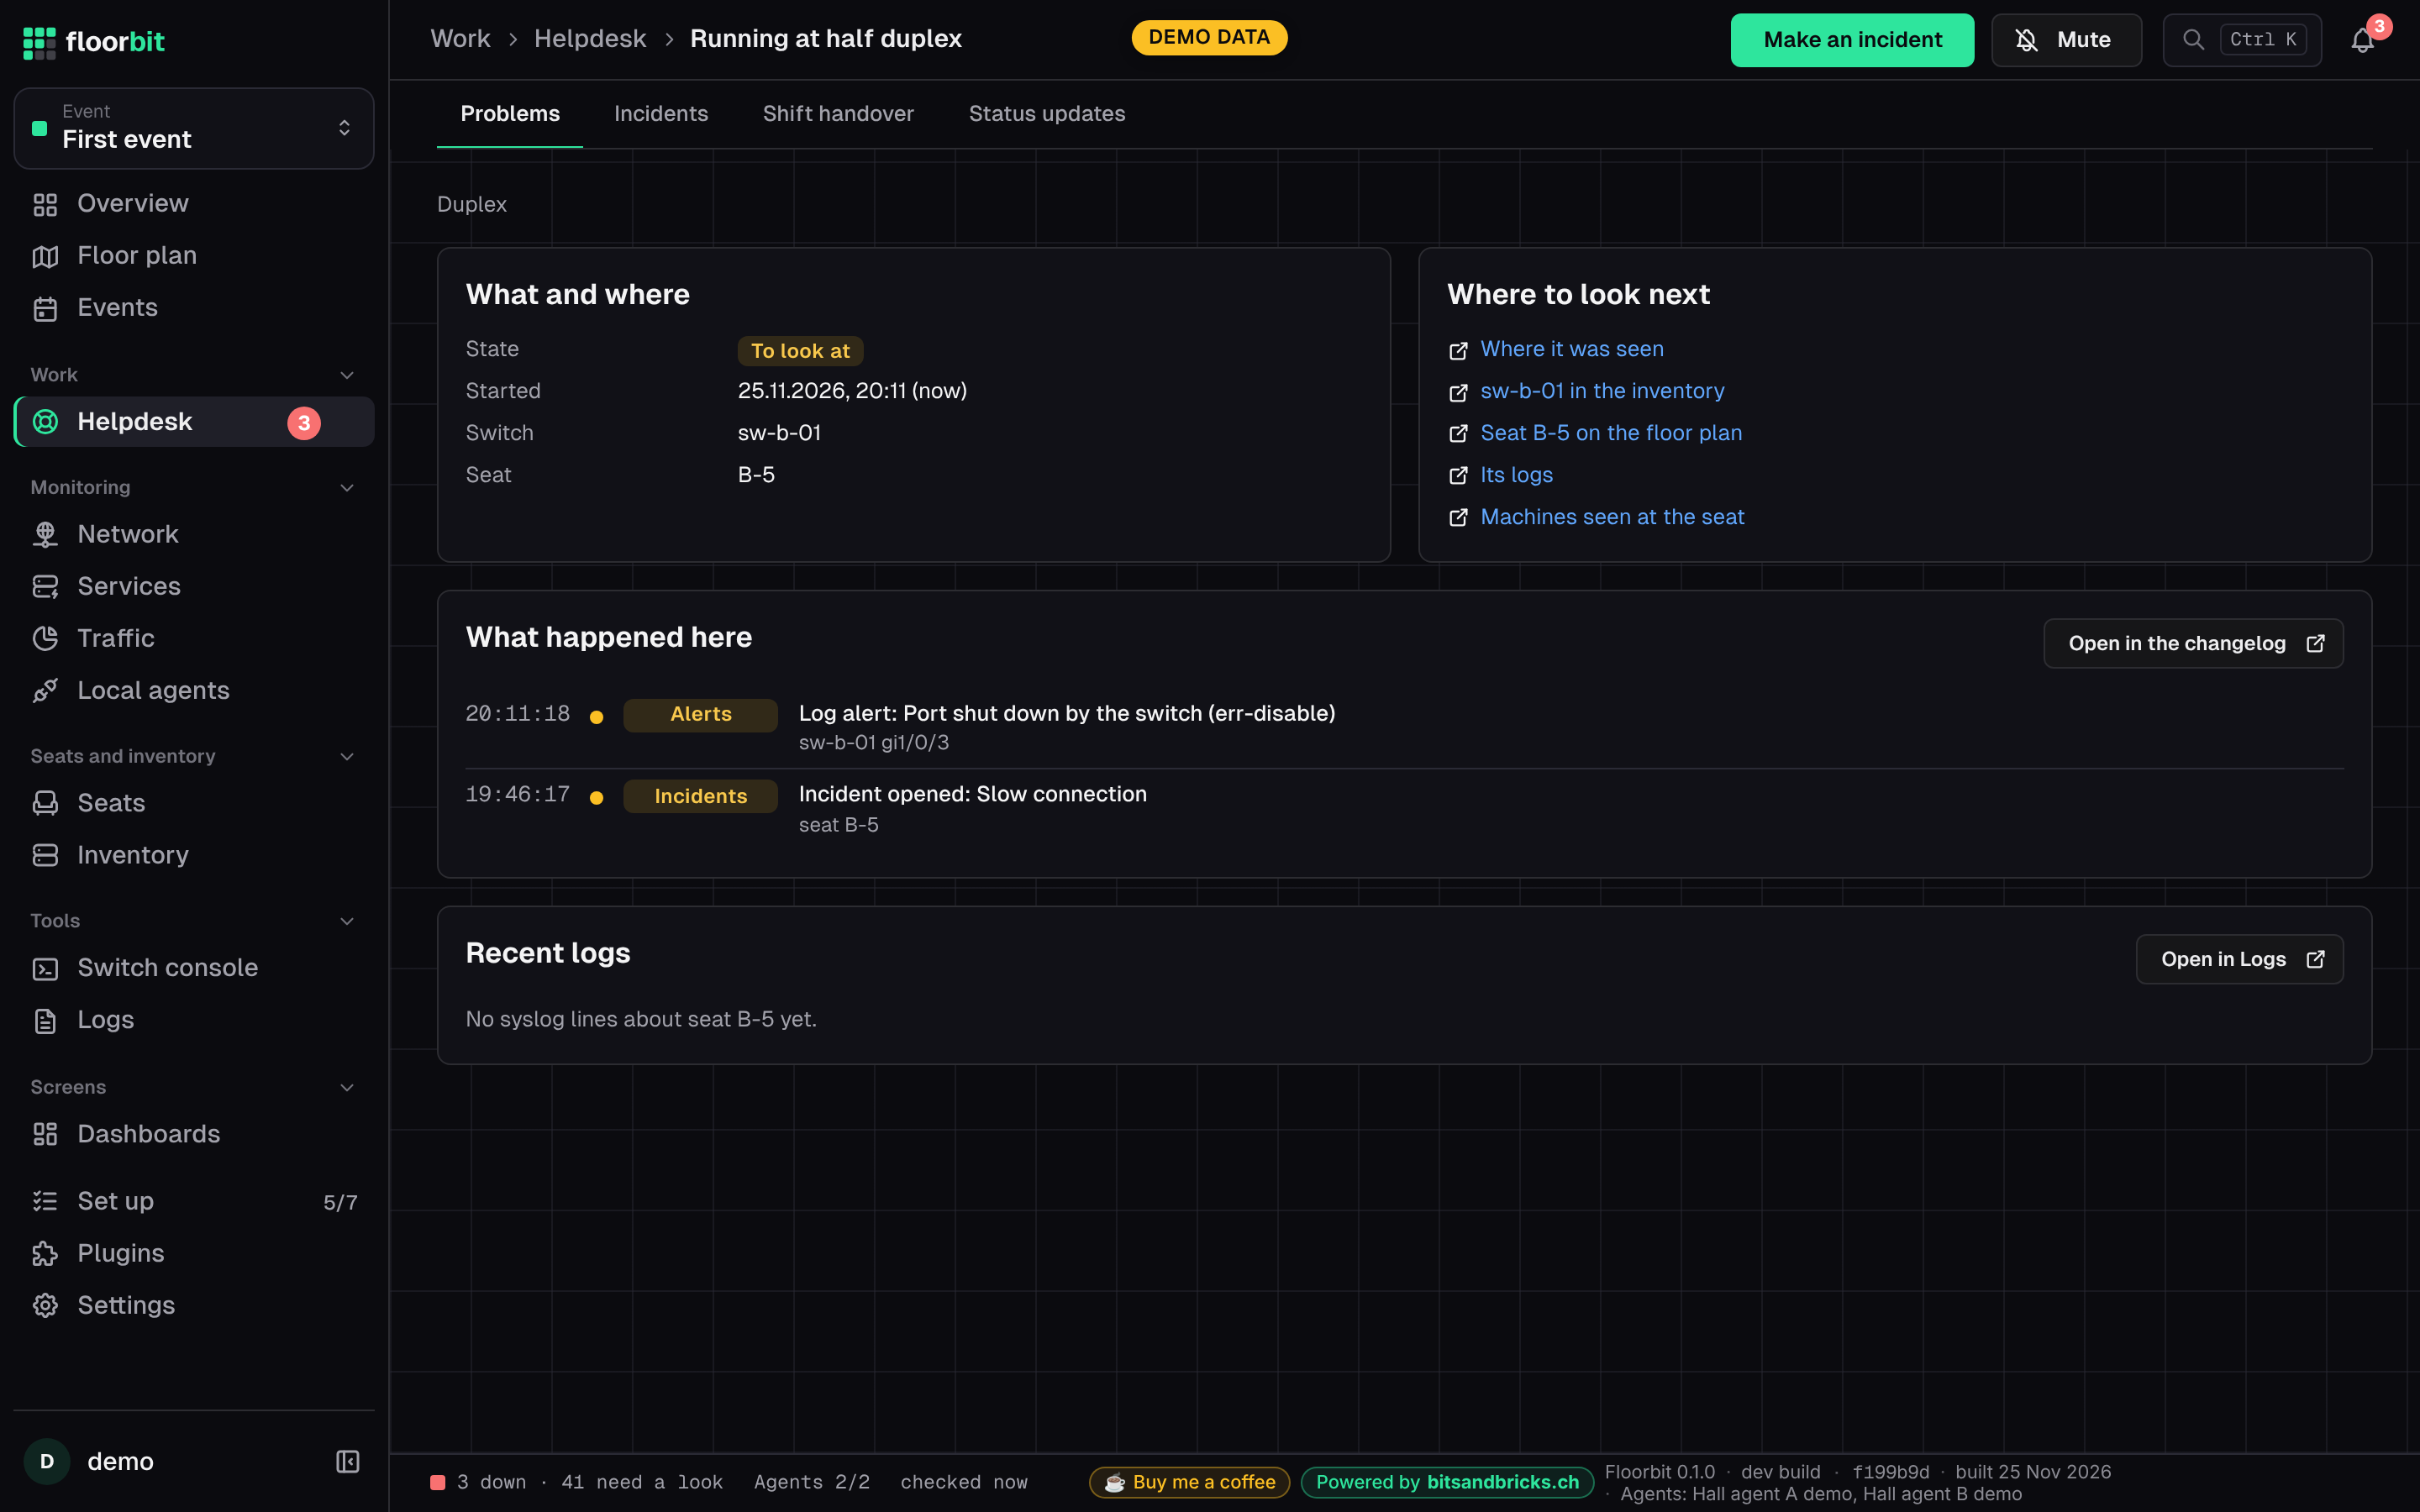 floorbit
Work > Helpdesk > Running at half duplex
DEMO DATA
Make an incident
Mute
Ctrl K
3
Event
First event
Overview
Floor plan
Events
Work
Helpdesk
3
Monitoring
Network
Services
Traffic
Local agents
Seats and inventory
Seats
Inventory
Tools
Switch console
Logs
Screens
Dashboards
Set up 5/7
Plugins
Settings
D demo
Problems Incidents Shift handover Status updates
Duplex
What and where
State To look at
Started 25.11.2026, 20:11 (now)
Switch sw-b-01
Seat B-5
Where to look next
Where it was seen
sw-b-01 in the inventory
Seat B-5 on the floor plan
Its logs
Machines seen at the seat
What happened here
Open in the changelog
20:11:18 Alerts Log alert: Port shut down by the switch (err-disable)
sw-b-01 gi1/0/3
19:46:17 Incidents Incident opened: Slow connection
seat B-5
Recent logs
Open in Logs
No syslog lines about seat B-5 yet.
3 down · 41 need a look Agents 2/2 checked now
Buy me a coffee
Powered by bitsandbricks.ch
Floorbit 0.1.0 · dev build · f199b9d · built 25 Nov 2026
· Agents: Hall agent A demo, Hall agent B demo